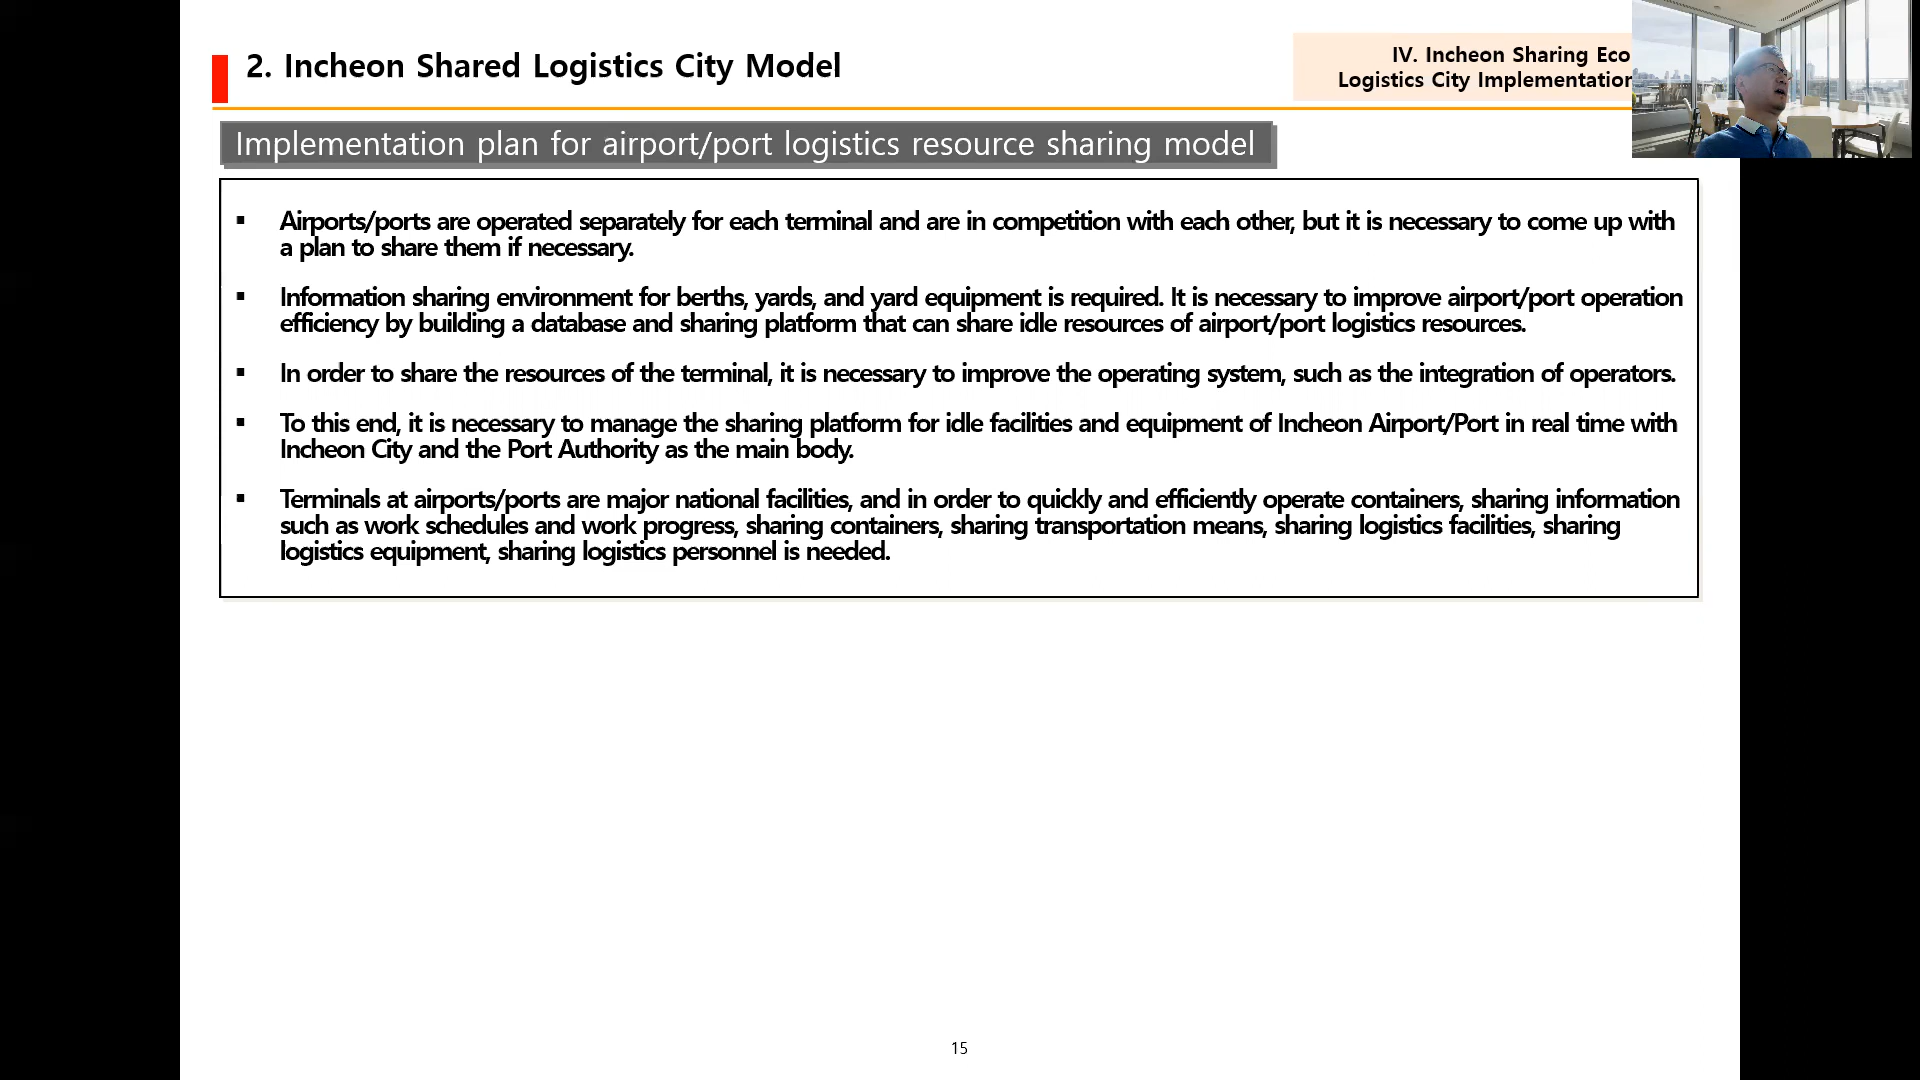 2. Incheon Shared Logistics City Model
IV. Incheon Sharing
Logistics City Implementation
Implementation plan for airport/port logistics resource sharing model
▪ Airports/ports are operated separately for each terminal and are in competition with each other, but it is necessary to come up with
a plan to share them if necessary.
▪ Information sharing environment for berths, yards, and yard equipment is required. It is necessary to improve airport/port operation
efficiency by building a database and sharing platform that can share idle resources of airport/port logistics resources.
▪ In order to share the resources of the terminal, it is necessary to improve the operating system, such as the integration of operators.
▪ To this end, it is necessary to manage the sharing platform for idle facilities and equipment of Incheon Airport/Port in real time with
Incheon City and the Port Authority as the main body.
▪ Terminals at airports/ports are major national facilities, and in order to quickly and efficiently operate containers, sharing information
such as work schedules and work progress, sharing containers, sharing transportation means, sharing logistics facilities, sharing
logistics equipment, sharing logistics personnel is needed.
15